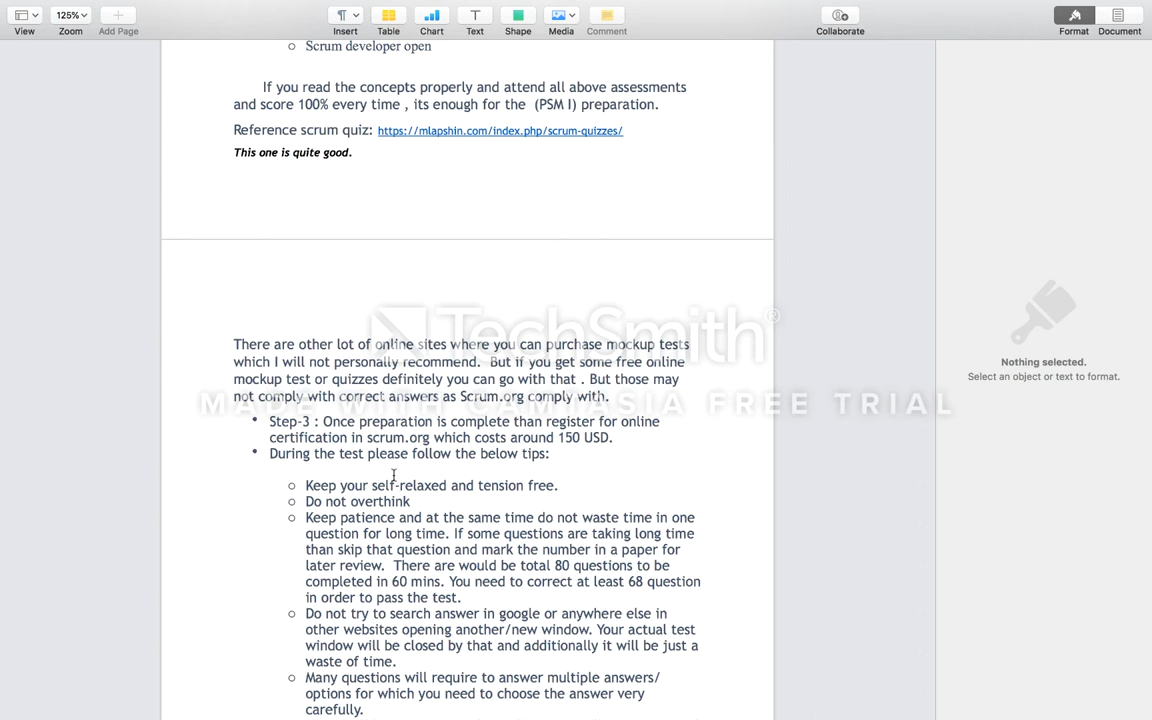 125%
View
Zoom
Add Page
Insert
Table
Chart
Text
Shape
Media
Comment
Collaborate
Format
Document
Scrum developer open
If you read the concepts properly and attend all above assessments
and score 100% every time , its enough for the (PSM I) preparation.
Reference scrum quiz: https://mlapshin.com/index.php/scrum-quizzes/
This one is quite good.
TechSmith®
There are other lot of online sites where you can purchase mockup tests
which I will not personally recommend. But if you get some free online
mockup test or quizzes definitely you can go with that . But those may
not comply with correct answers as Scrum.org comply with.
MADE WITH CAMTASIA FREE TRIAL
• Step-3 : Once preparation is complete than register for online
certification in scrum.org which costs around 150 USD.
• During the test please follow the below tips:
Keep your self-relaxed and tension free.
Do not overthink
Keep patience and at the same time do not waste time in one
question for long time. If some questions are taking long time
than skip that question and mark the number in a paper for
later review. There are would be total 80 questions to be
completed in 60 mins. You need to correct at least 68 question
in order to pass the test.
Do not try to search answer in google or anywhere else in
other websites opening another/new window. Your actual test
window will be closed by that and additionally it will be just a
waste of time.
Many questions will require to answer multiple answers/
options for which you need to choose the answer very
carefully.
Nothing selected.
Select an object or text to format.